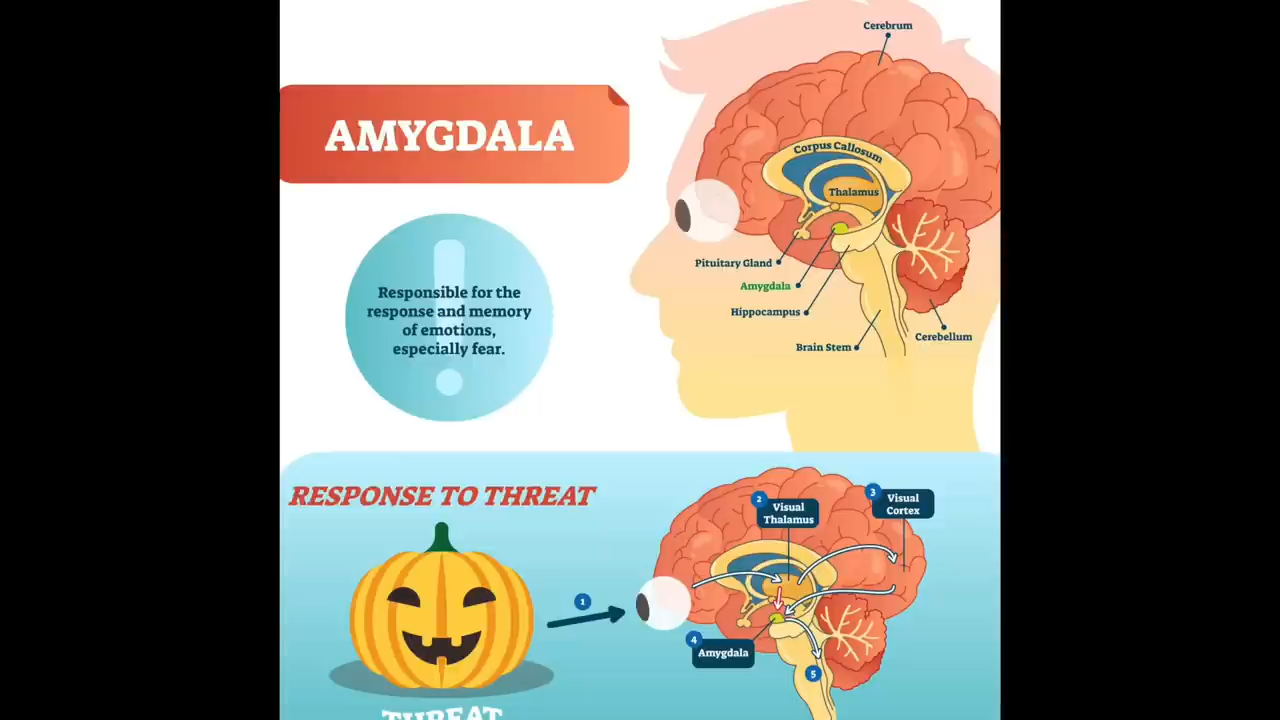 Cerebrum
AMYGDALA
Corpus Callosum
Thalamus
Responsible for the
response and memory
of emotions,
especially fear.
Pituitary Gland
Amygdala
Hippocampus
Brain Stem
Cerebellum
RESPONSE TO THREAT
1
2
Visual
Thalamus
3
Visual
Cortex
4
Amygdala
5
THREAT